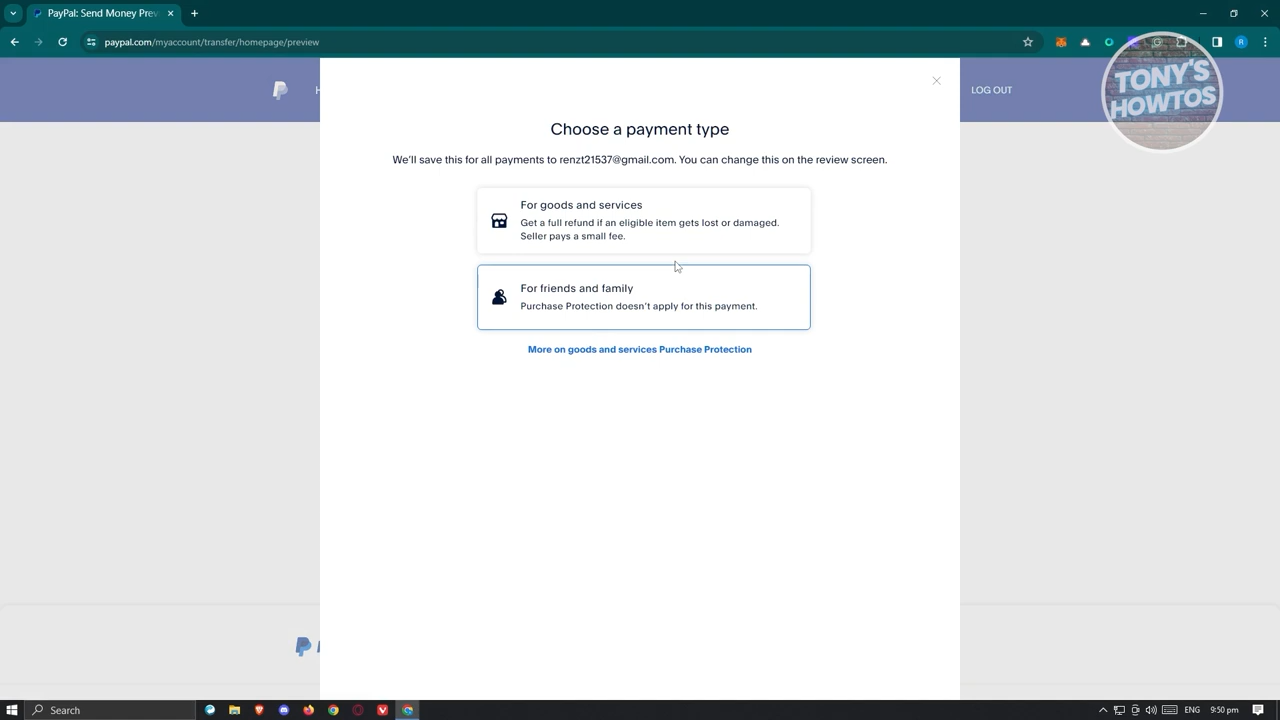 PayPal: Send Money Prev
paypal.com/myaccount/transfer/homepage/preview
R
H
LOG OUT
TONY'S
HOWTOS
Choose a payment type
We'll save this for all payments to renzt21537@gmail.com. You can change this on the review screen.
For goods and services
Get a full refund if an eligible item gets lost or damaged.
Seller pays a small fee.
For friends and family
Purchase Protection doesn't apply for this payment.
More on goods and services Purchase Protection
Search
ENG
9:50 pm